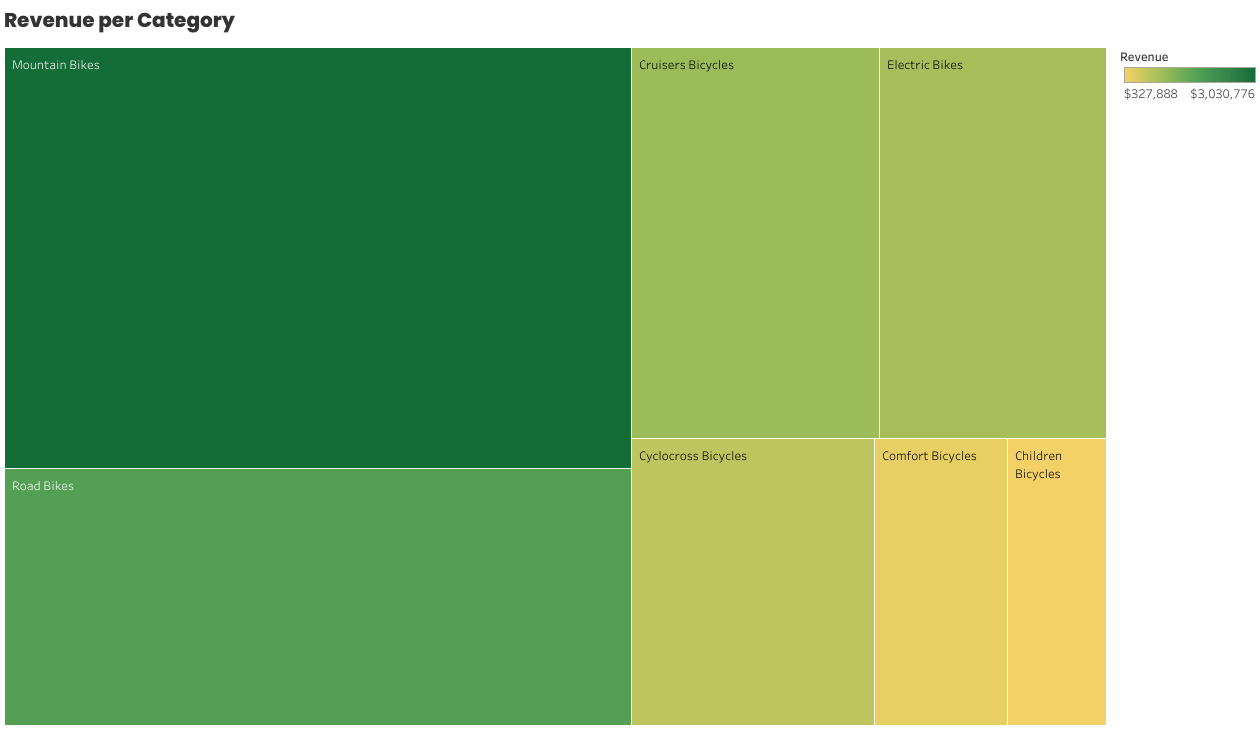 Revenue per Category
Mountain Bikes
Cruisers Bicycles
Electric Bikes
Revenue
$327,888 $3,030,776
Road Bikes
Cyclocross Bicycles
Comfort Bicycles
Children
Bicycles